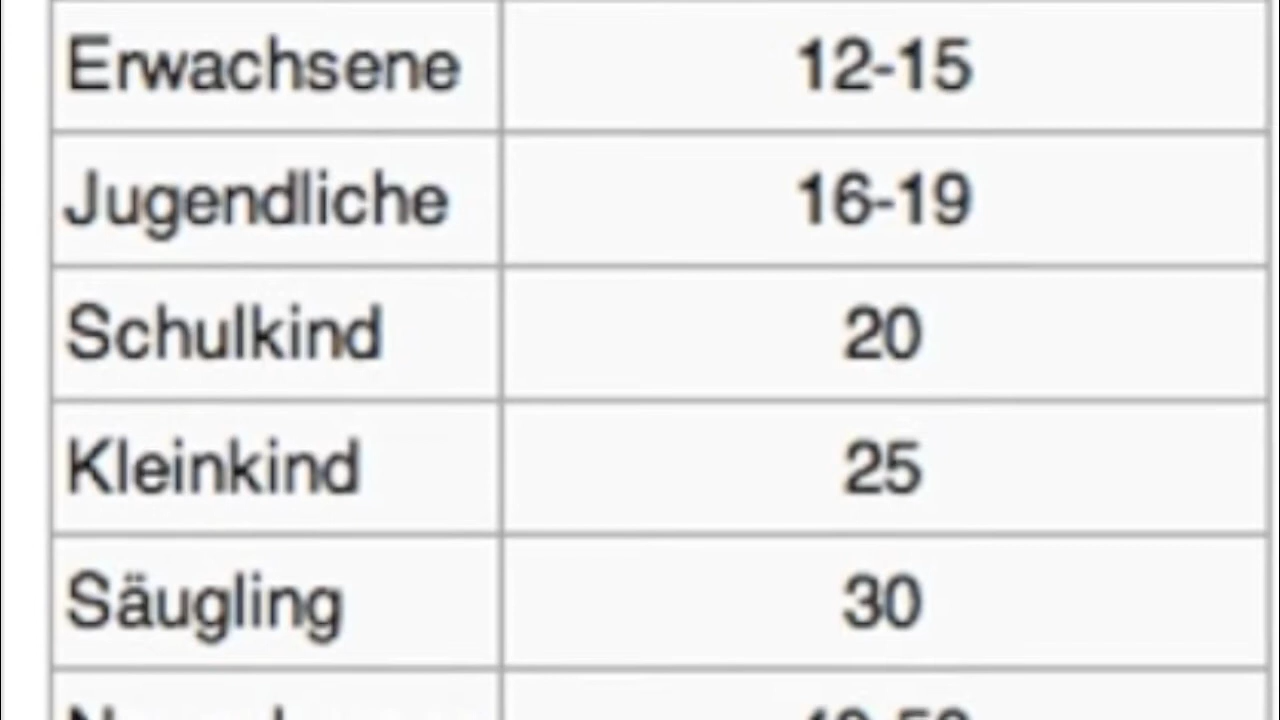 Erwachsene 12-15
Jugendliche 16-19
Schulkind 20
Kleinkind 25
Säugling 30